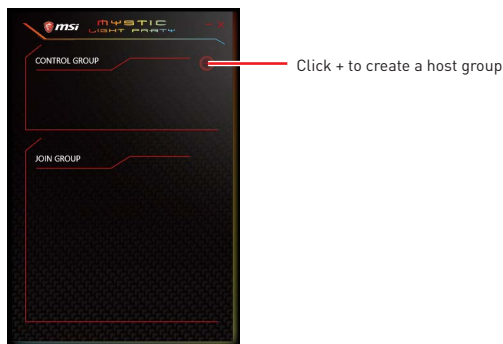 msi MYSTIC
LIGHT PARTY
CONTROL GROUP
Click + to create a host group
JOIN GROUP